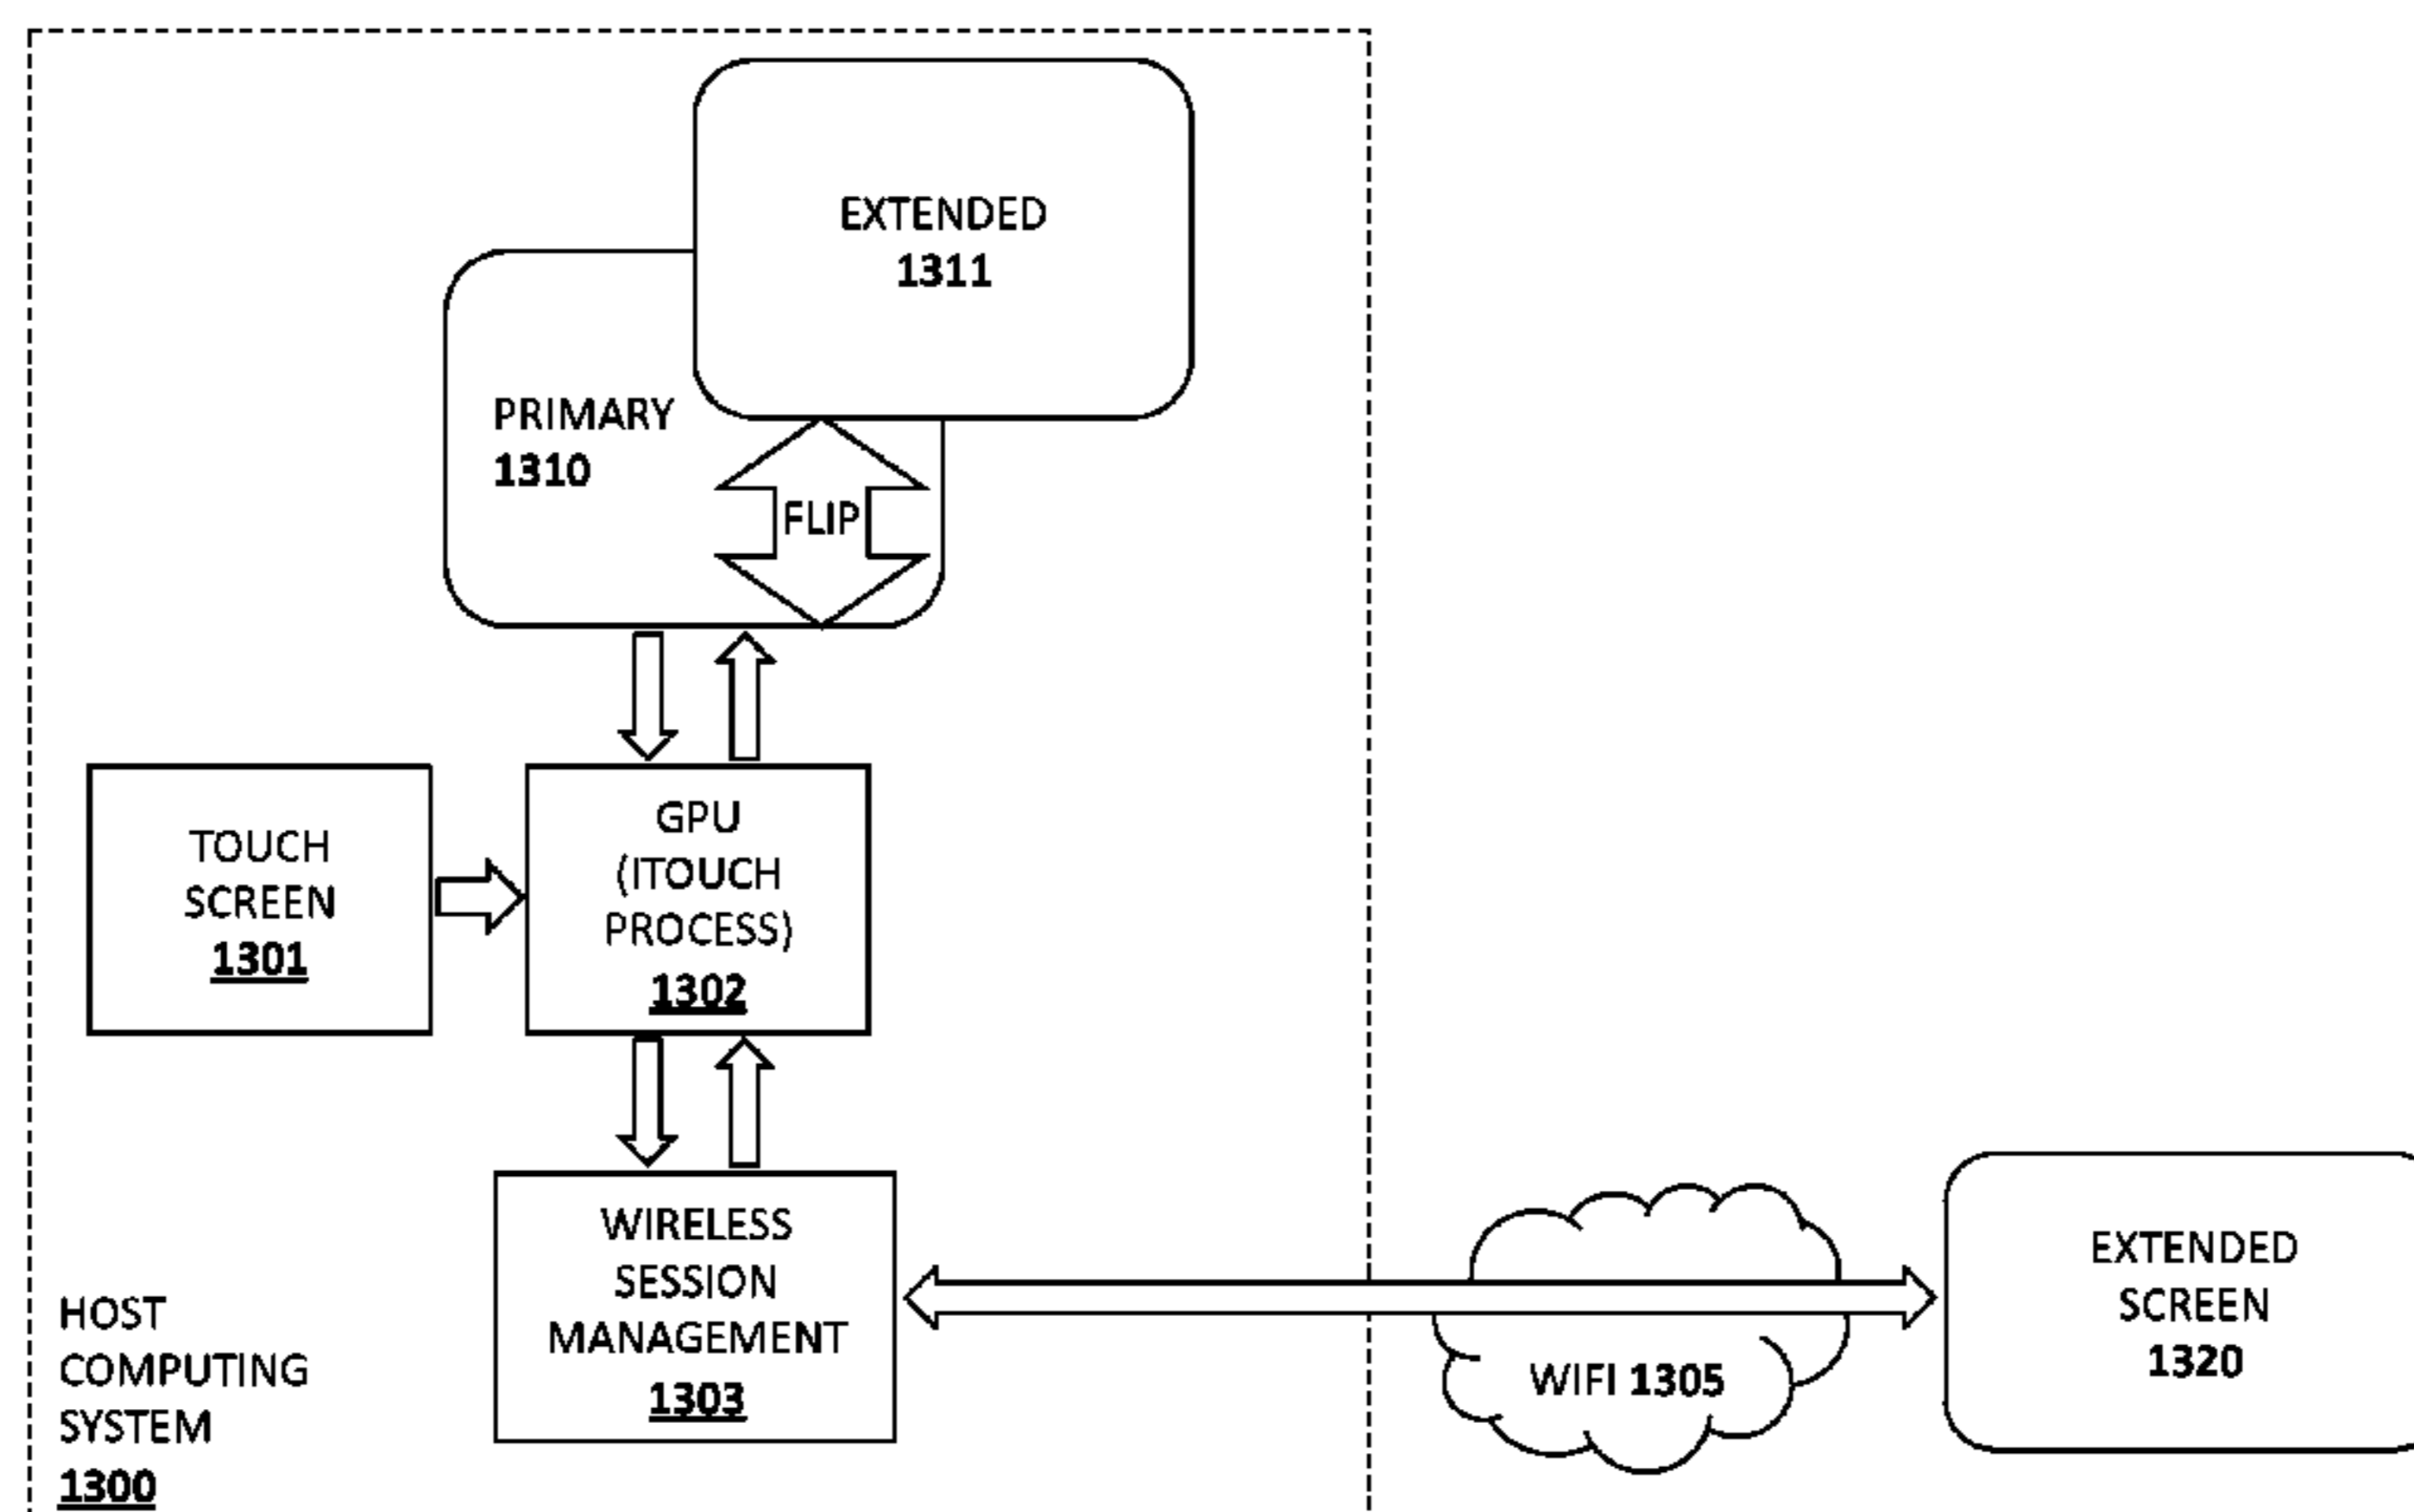 EXTENDED
1311
PRIMARY
1310
FLIP
TOUCH
SCREEN
1301
GPU
(ITOUCH
PROCESS)
1302
WIRELESS
SESSION
MANAGEMENT
1303
HOST
COMPUTING
SYSTEM
1300
WIFI 1305
EXTENDED
SCREEN
1320